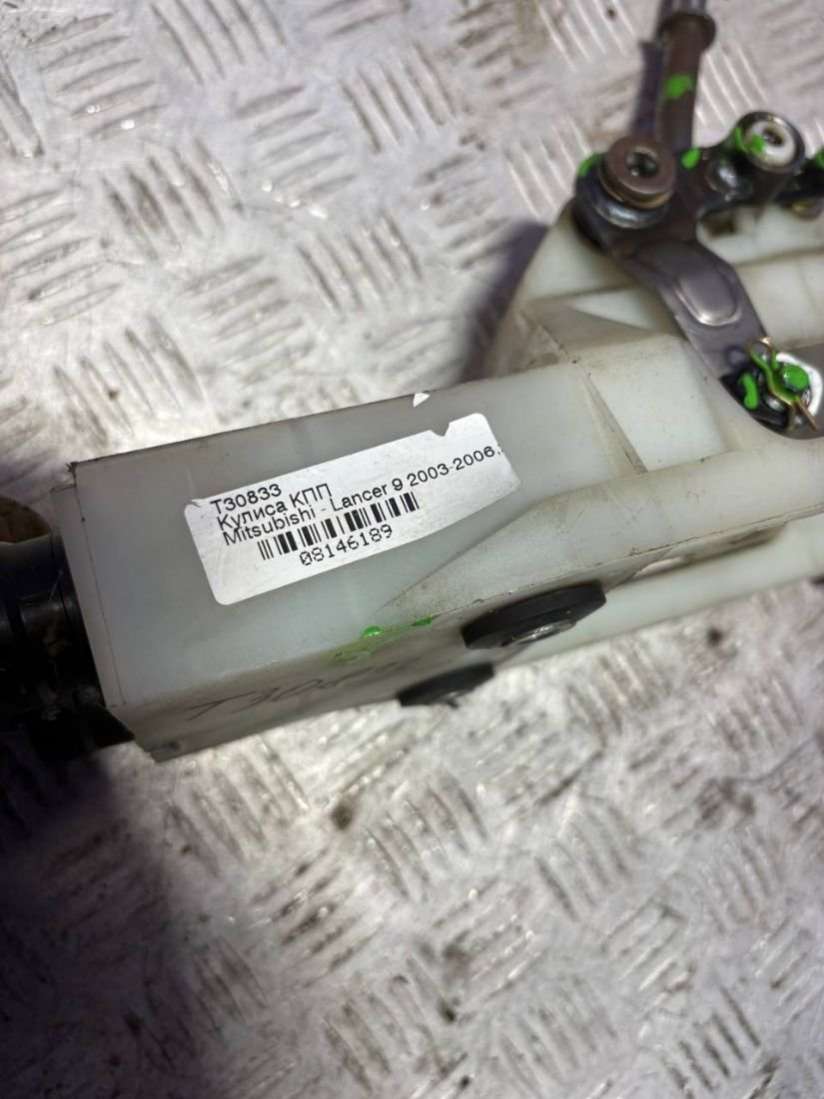 T30833
Кулиса КПП
Mitsubishi - Lancer 9 2003-2006.
08146189